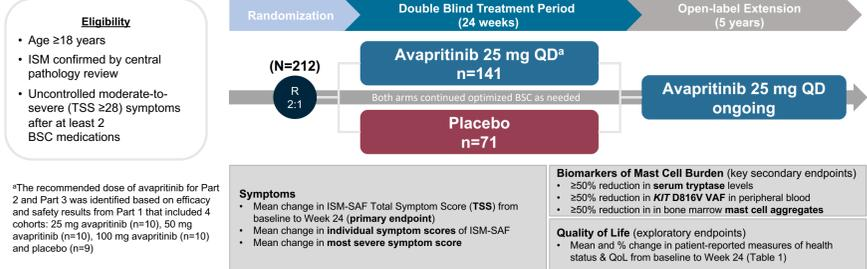 Eligibility
• Age ≥18 years
• ISM confirmed by central
pathology review
• Uncontrolled moderate-to-
severe (TSS ≥28) symptoms
after at least 2
BSC medications
ᵃThe recommended dose of avapritinib for Part
2 and Part 3 was identified based on efficacy
and safety results from Part 1 that included 4
cohorts: 25 mg avapritinib (n=10), 50 mg
avapritinib (n=10), 100 mg avapritinib (n=10)
and placebo (n=9)
Randomization
Double Blind Treatment Period
(24 weeks)
Open-label Extension
(5 years)
(N=212)
R
2:1
Avapritinib 25 mg QDᵃ
n=141
Both arms continued optimized BSC as needed
Placebo
n=71
Avapritinib 25 mg QD
ongoing
Symptoms
• Mean change in ISM-SAF Total Symptom Score (TSS) from
baseline to Week 24 (primary endpoint)
• Mean change in individual symptom scores of ISM-SAF
• Mean change in most severe symptom score
Biomarkers of Mast Cell Burden (key secondary endpoints)
• ≥50% reduction in serum tryptase levels
• ≥50% reduction in KIT D816V VAF in peripheral blood
• ≥50% reduction in in bone marrow mast cell aggregates
Quality of Life (exploratory endpoints)
• Mean and % change in patient-reported measures of health
status & QoL from baseline to Week 24 (Table 1)